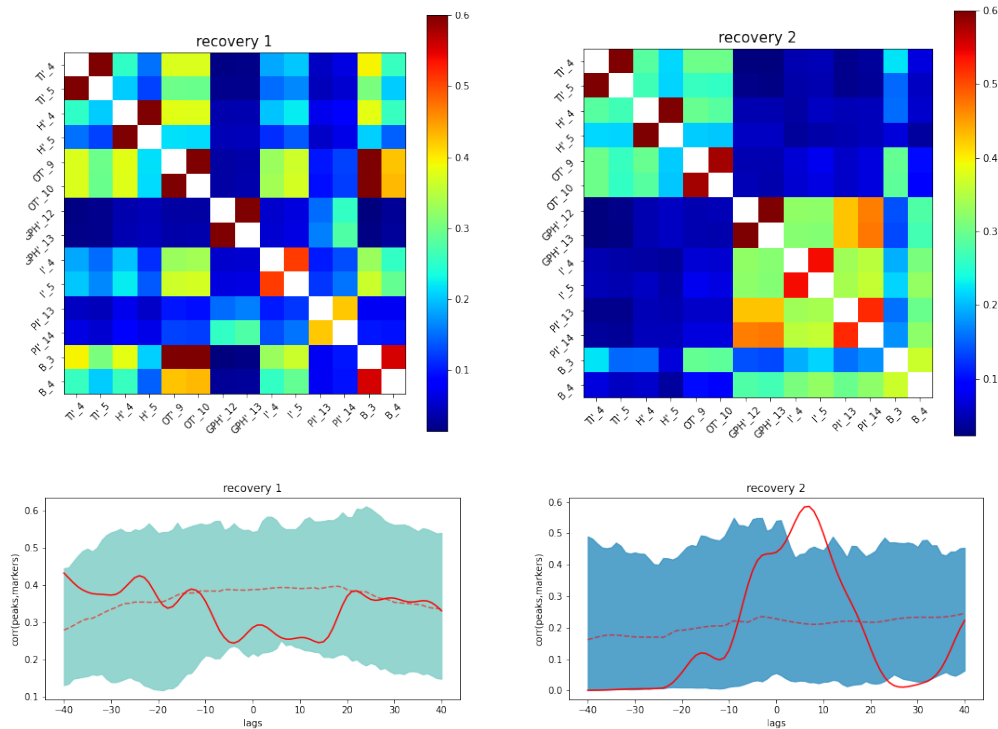 recovery 1
0.6
0.5
0.4
0.3
0.2
0.1
TI'_4
TI'_5
H'_4
H'_5
OT'_9
OT'_10
GPH'_12
GPH'_13
I'_4
I'_5
PI'_13
PI'_14
B_3
B_4
TI'_4 TI'_5 H'_4 H'_5 OT'_9 OT'_10 GPH'_12 GPH'_13 I'_4 I'_5 PI'_13 PI'_14 B_3 B_4
recovery 2
0.6
0.5
0.4
0.3
0.2
0.1
TI'_4
TI'_5
H'_4
H'_5
OT'_9
OT'_10
GPH'_12
GPH'_13
I'_4
I'_5
PI'_13
PI'_14
B_3
B_4
TI'_4 TI'_5 H'_4 H'_5 OT'_9 OT'_10 GPH'_12 GPH'_13 I'_4 I'_5 PI'_13 PI'_14 B_3 B_4
recovery 1
corr(peaks,markers)
0.6
0.5
0.4
0.3
0.2
0.1
−40 −30 −20 −10 0 10 20 30 40
lags
recovery 2
corr(peaks,markers)
0.6
0.5
0.4
0.3
0.2
0.1
0.0
−40 −30 −20 −10 0 10 20 30 40
lags